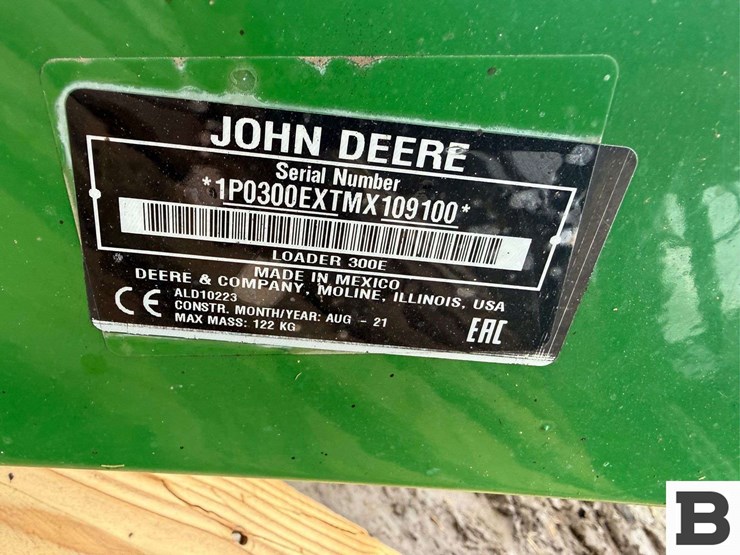 JOHN DEERE
Serial Number
*1P0300EXTMX109100*
LOADER 300E
MADE IN MEXICO
DEERE & COMPANY, MOLINE, ILLINOIS, USA
CE ALD10223
CONSTR. MONTH/YEAR: AUG - 21
MAX MASS: 122 KG
EAC
B